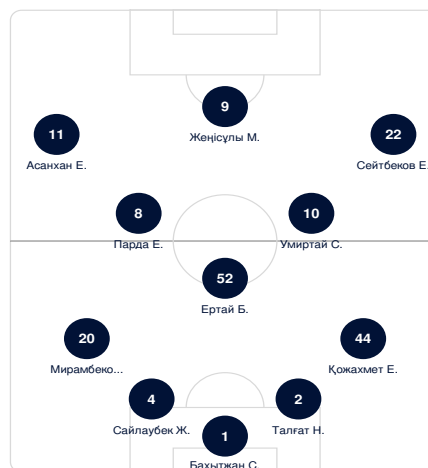 9
Жеңісұлы М.
11
Асанхан Е.
22
Сейтбеков Е.
8
Парда Е.
10
Умиртай С.
52
Ертай Б.
20
Мирамбеко...
44
Қожахмет Е.
4
Сайлаубек Ж.
2
Талғат Н.
1
Бахытжан С